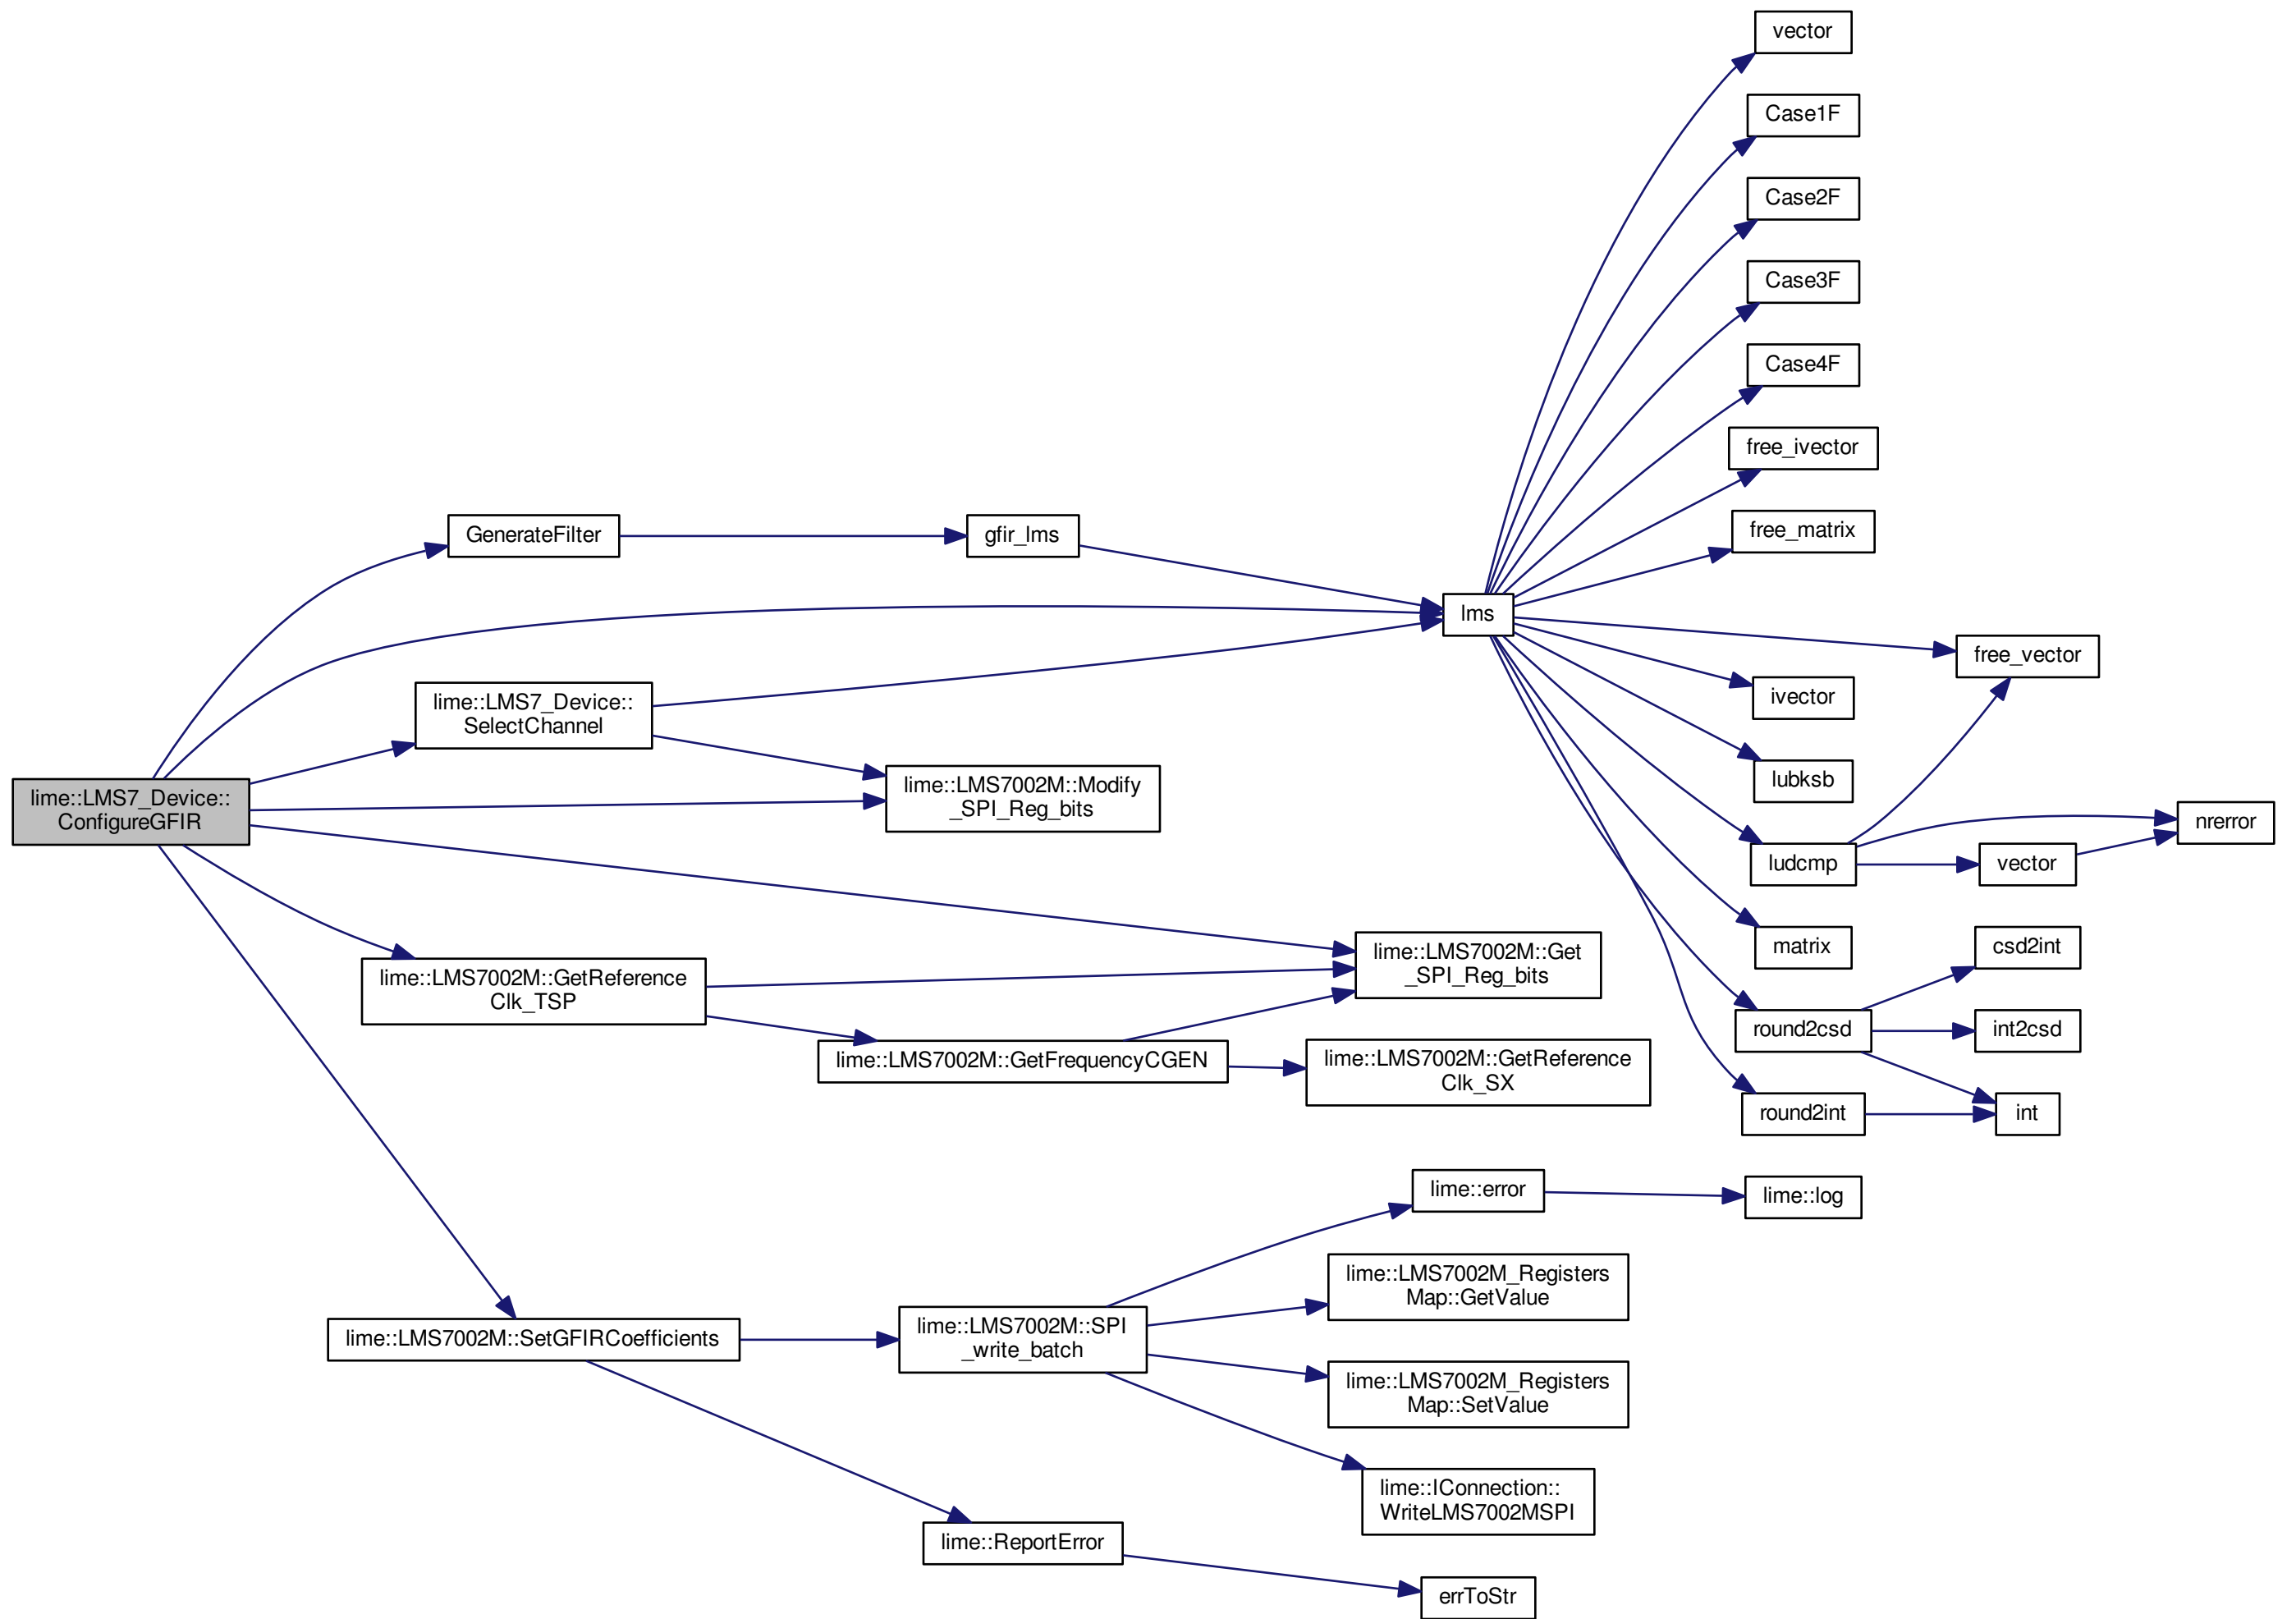 vector
Case1F
Case2F
Case3F
Case4F
free_ivector
GenerateFilter
gfir_lms
free_matrix
lms
free_vector
lime::LMS7_Device::
SelectChannel
ivector
lime::LMS7_Device::
ConfigureGFIR
lime::LMS7002M::Modify
_SPI_Reg_bits
lubksb
nrerror
ludcmp
vector
matrix
csd2int
lime::LMS7002M::Get
_SPI_Reg_bits
lime::LMS7002M::GetReference
Clk_TSP
round2csd
int2csd
lime::LMS7002M::GetFrequencyCGEN
lime::LMS7002M::GetReference
Clk_SX
round2int
int
lime::error
lime::log
lime::LMS7002M_Registers
Map::GetValue
lime::LMS7002M::SetGFIRCoefficients
lime::LMS7002M::SPI
_write_batch
lime::LMS7002M_Registers
Map::SetValue
lime::IConnection::
WriteLMS7002MSPI
lime::ReportError
errToStr